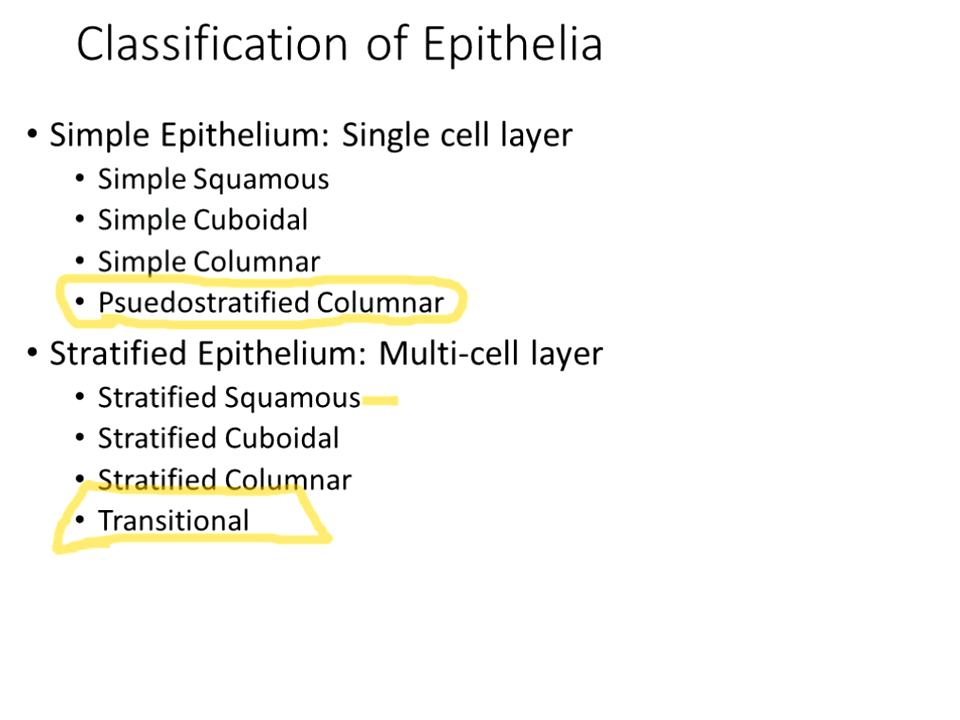 Classification of Epithelia
• Simple Epithelium: Single cell layer
• Simple Squamous
• Simple Cuboidal
• Simple Columnar
• Psuedostratified Columnar
• Stratified Epithelium: Multi-cell layer
• Stratified Squamous
• Stratified Cuboidal
• Stratified Columnar
• Transitional